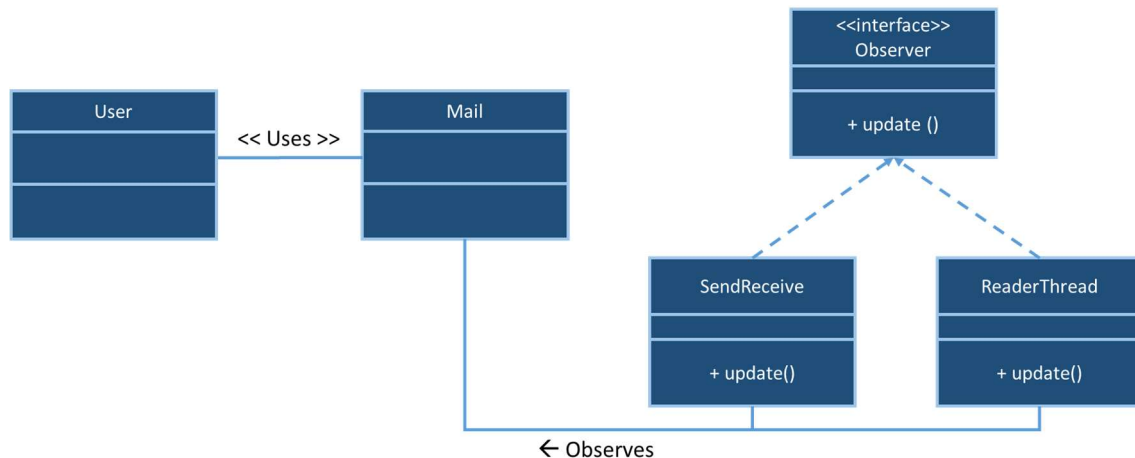 <<interface>>
Observer
+ update ()
User
<< Uses >>
Mail
SendReceive
+ update()
ReaderThread
+ update()
← Observes